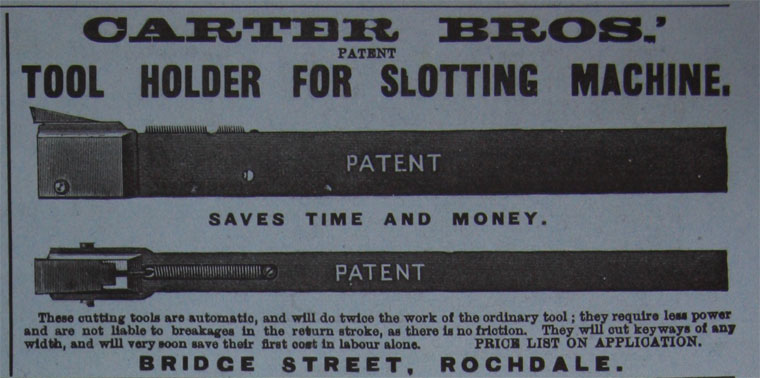 CARTER BROS.'
PATENT
TOOL HOLDER FOR SLOTTING MACHINE.
PATENT
SAVES TIME AND MONEY.
PATENT
These cutting tools are automatic, and will do twice the work of the ordinary tool; they require less power
and are not liable to breakages in the return stroke, as there is no friction. They will cut keyways of any
width, and will very soon save their first cost in labour alone. PRICE LIST ON APPLICATION.
BRIDGE STREET, ROCHDALE.